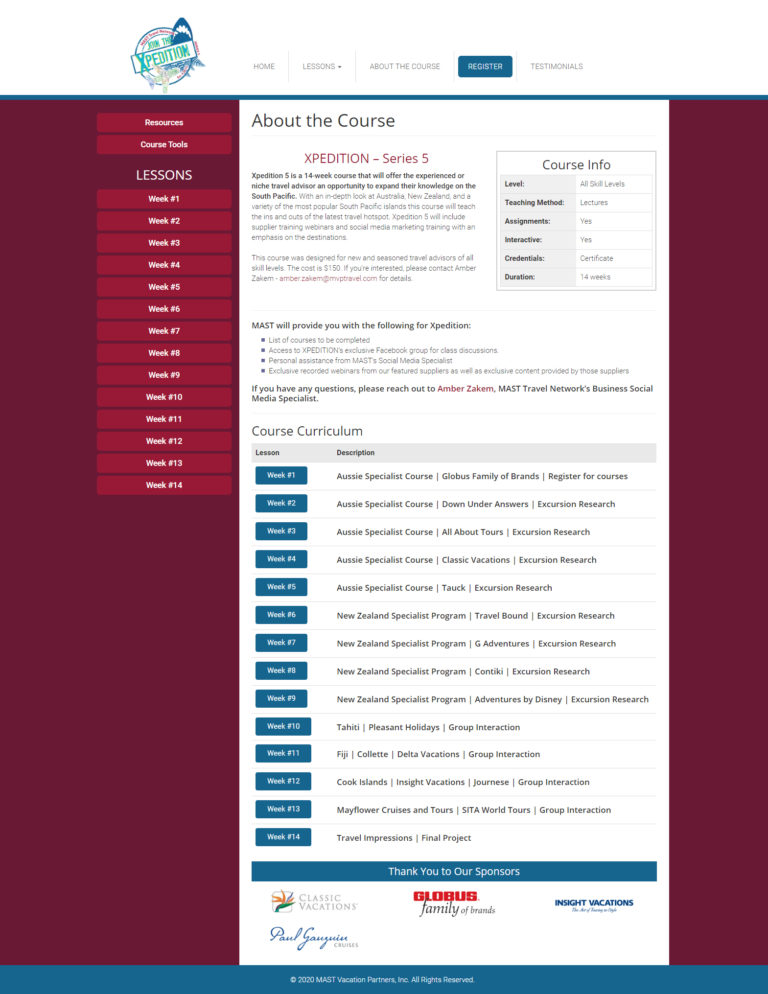 MAST Travel Network
JOIN THE
XPEDITION
HOME
LESSONS
ABOUT THE COURSE
REGISTER
TESTIMONIALS
Resources
Course Tools
LESSONS
Week #1
Week #2
Week #3
Week #4
Week #5
Week #6
Week #7
Week #8
Week #9
Week #10
Week #11
Week #12
Week #13
Week #14
About the Course
XPEDITION – Series 5
Xpedition 5 is a 14-week course that will offer the experienced or
niche travel advisor an opportunity to expand their knowledge on the
South Pacific. With an in-depth look at Australia, New Zealand, and a
variety of the most popular South Pacific islands this course will teach
the ins and outs of the latest travel hotspot. Xpedition 5 will include
supplier training webinars and social media marketing training with an
emphasis on the destinations.
This course was designed for new and seasoned travel advisors of all
skill levels. The cost is $150. If you're interested, please contact Amber
Zakem - amber.zakem@mvptravel.com for details.
Course Info
Level: All Skill Levels
Teaching Method: Lectures
Assignments: Yes
Interactive: Yes
Credentials: Certificate
Duration: 14 weeks
MAST will provide you with the following for Xpedition:
List of courses to be completed
Access to XPEDITION's exclusive Facebook group for class discussions.
Personal assistance from MAST's Social Media Specialist
Exclusive recorded webinars from our featured suppliers as well as exclusive content provided by those suppliers
If you have any questions, please reach out to Amber Zakem, MAST Travel Network's Business Social
Media Specialist.
Course Curriculum
Lesson Description
Week #1 Aussie Specialist Course | Globus Family of Brands | Register for courses
Week #2 Aussie Specialist Course | Down Under Answers | Excursion Research
Week #3 Aussie Specialist Course | All About Tours | Excursion Research
Week #4 Aussie Specialist Course | Classic Vacations | Excursion Research
Week #5 Aussie Specialist Course | Tauck | Excursion Research
Week #6 New Zealand Specialist Program | Travel Bound | Excursion Research
Week #7 New Zealand Specialist Program | G Adventures | Excursion Research
Week #8 New Zealand Specialist Program | Contiki | Excursion Research
Week #9 New Zealand Specialist Program | Adventures by Disney | Excursion Research
Week #10 Tahiti | Pleasant Holidays | Group Interaction
Week #11 Fiji | Collette | Delta Vacations | Group Interaction
Week #12 Cook Islands | Insight Vacations | Journese | Group Interaction
Week #13 Mayflower Cruises and Tours | SITA World Tours | Group Interaction
Week #14 Travel Impressions | Final Project
Thank You to Our Sponsors
CLASSIC
VACATIONS
GLOBUS
family of brands
INSIGHT VACATIONS
The Art of Touring in Style
Paul Gauguin
CRUISES
© 2020 MAST Vacation Partners, Inc. All Rights Reserved.